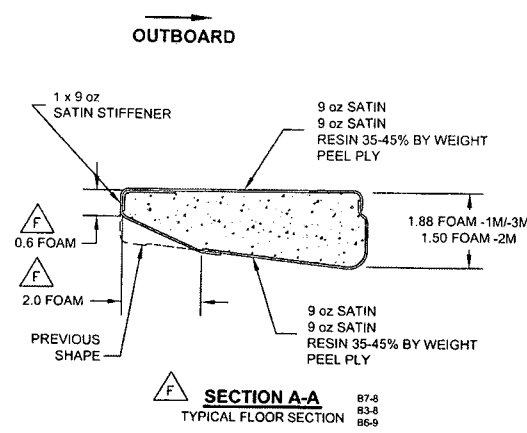 OUTBOARD
1 x 9 oz
SATIN STIFFENER
9 oz SATIN
9 oz SATIN
RESIN 35-45% BY WEIGHT
PEEL PLY
F
0.6 FOAM
1.88 FOAM -1M/-3M
1.50 FOAM -2M
F
2.0 FOAM
PREVIOUS
SHAPE
9 oz SATIN
9 oz SATIN
RESIN 35-45% BY WEIGHT
PEEL PLY
F
SECTION A-A
TYPICAL FLOOR SECTION
B7-8
B3-8
B6-9